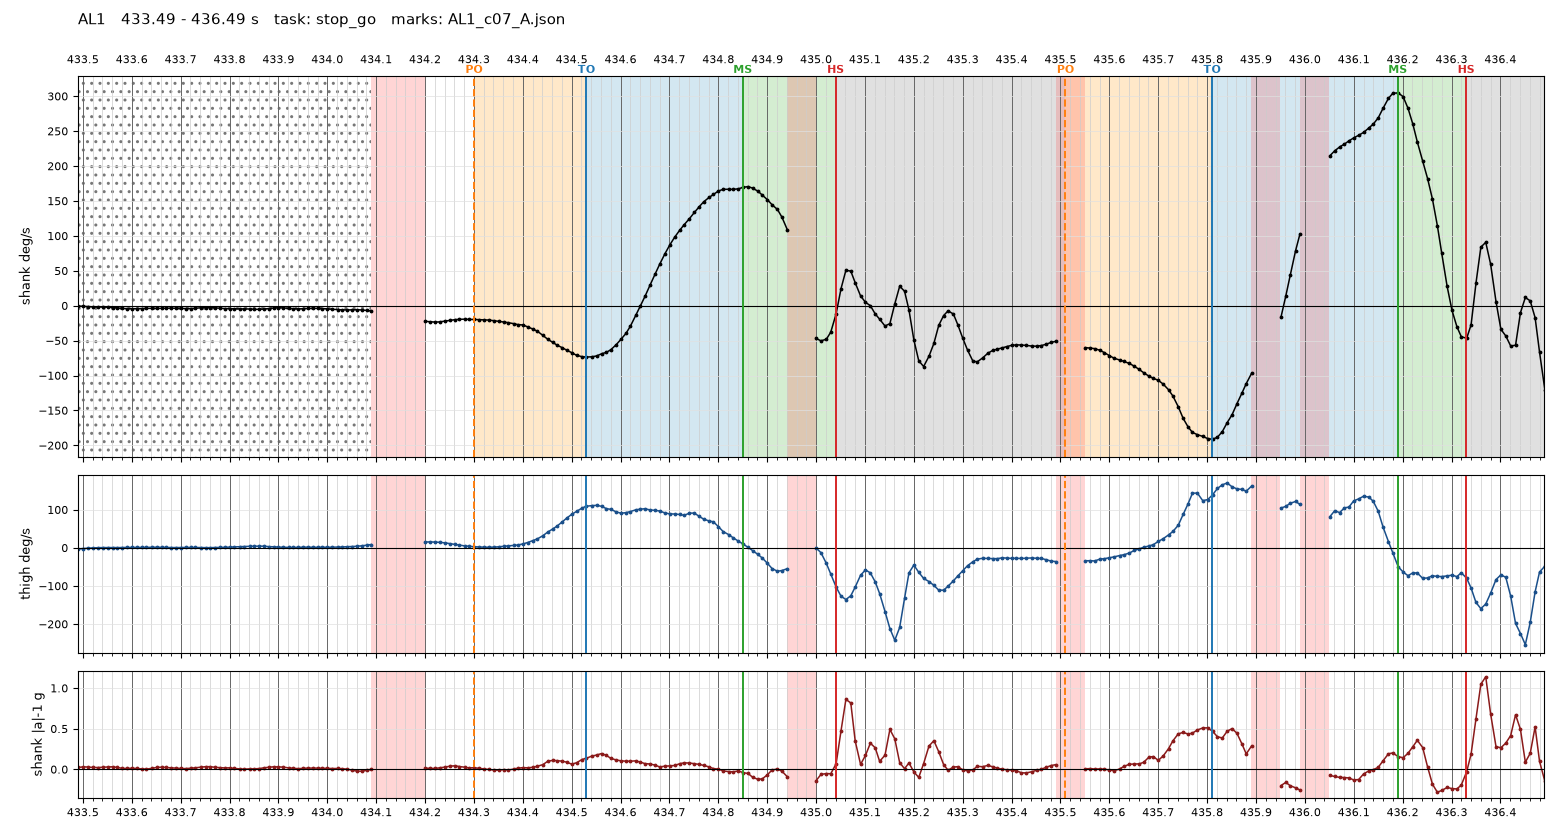 AL1   433.49 - 436.49 s   task: stop_go   marks: AL1_c07_A.json
433.5 433.6 433.7 433.8 433.9 434.0 434.1 434.2 434.3 434.4 434.5 434.6 434.7 434.8 434.9 435.0 435.1 435.2 435.3 435.4 435.5 435.6 435.7 435.8 435.9 436.0 436.1 436.2 436.3 436.4
PO TO MS HS PO TO MS HS
shank deg/s
300
250
200
150
100
50
0
−50
−100
−150
−200
thigh deg/s
100
0
−100
−200
shank |a|-1 g
1.0
0.5
0.0
433.5 433.6 433.7 433.8 433.9 434.0 434.1 434.2 434.3 434.4 434.5 434.6 434.7 434.8 434.9 435.0 435.1 435.2 435.3 435.4 435.5 435.6 435.7 435.8 435.9 436.0 436.1 436.2 436.3 436.4